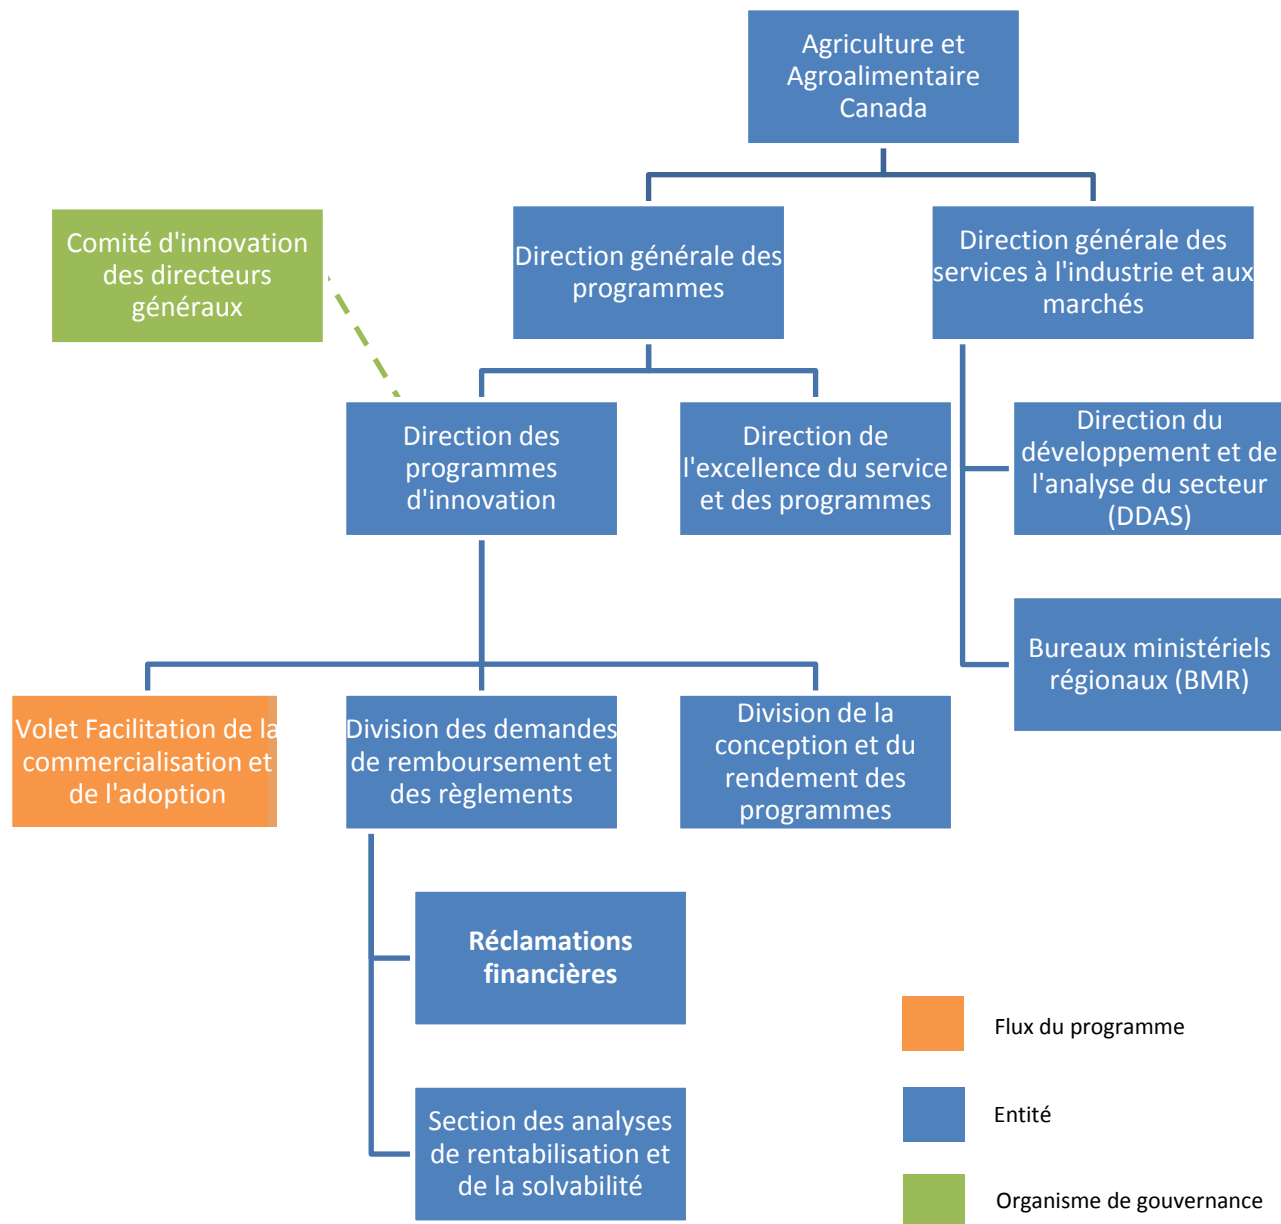 Agriculture et
Agroalimentaire
Canada
Comité d'innovation
des directeurs
généraux
Direction générale des
programmes
Direction générale des
services à l'industrie et aux
marchés
Direction des
programmes
d'innovation
Direction de
l'excellence du service
et des programmes
Direction du
développement et de
l'analyse du secteur
(DDAS)
Bureaux ministériels
régionaux (BMR)
Volet Facilitation de la
commercialisation et
de l'adoption
Division des demandes
de remboursement et
des règlements
Division de la
conception et du
rendement des
programmes
Réclamations
financières
Section des analyses
de rentabilisation et
de la solvabilité
Flux du programme
Entité
Organisme de gouvernance